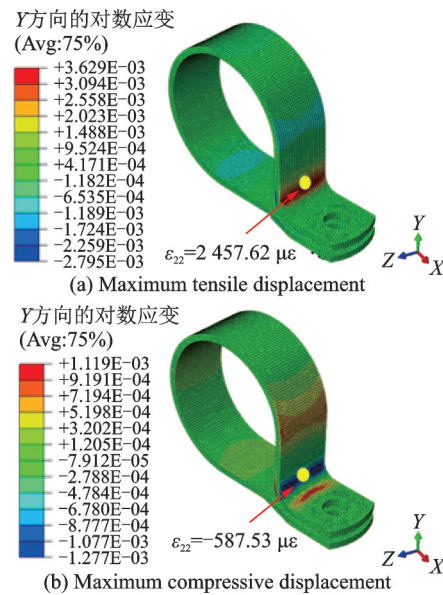 Y方向的对数应变
(Avg:75%)
+3.629E−03
+3.094E−03
+2.558E−03
+2.023E−03
+1.488E−03
+9.524E−04
+4.171E−04
−1.182E−04
−6.535E−04
−1.189E−03
−1.724E−03
−2.259E−03
−2.795E−03
ε22=2 457.62 με
Y
Z
X
(a) Maximum tensile displacement
Y方向的对数应变
(Avg:75%)
+1.119E−03
+9.191E−04
+7.194E−04
+5.198E−04
+3.202E−04
+1.205E−04
−7.912E−05
−2.788E−04
−4.784E−04
−6.780E−04
−8.777E−04
−1.077E−03
−1.277E−03
ε22=−587.53 με
Y
Z
X
(b) Maximum compressive displacement